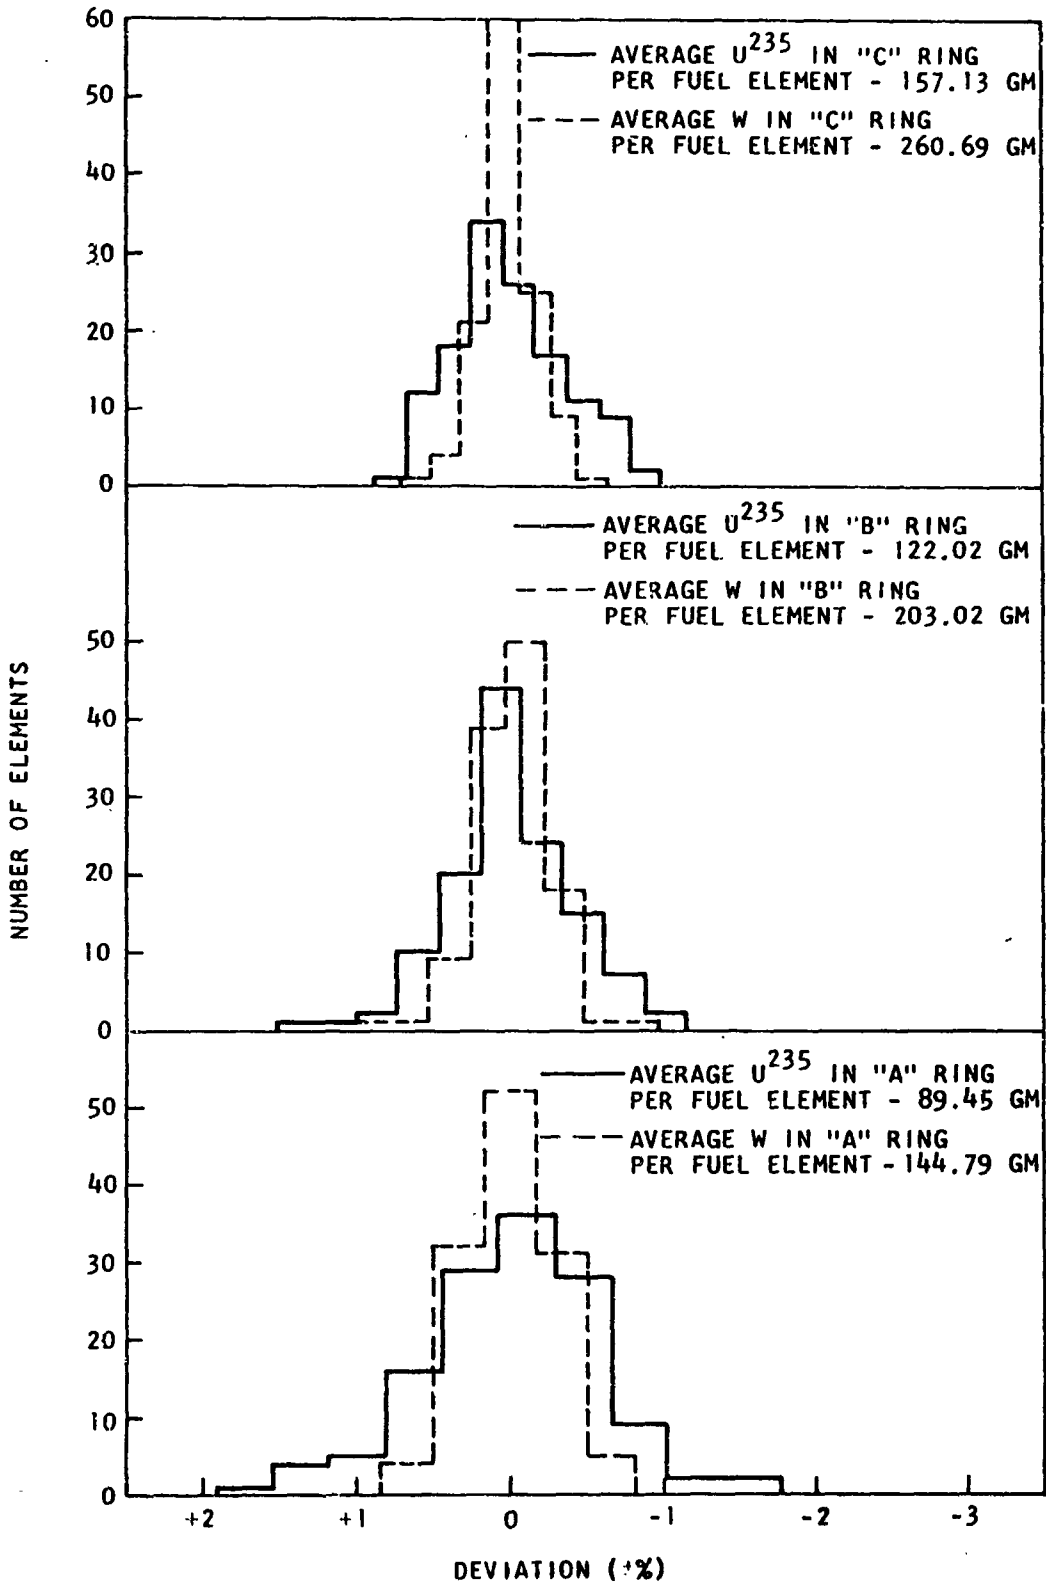 60
50
40
30
20
10
0
AVERAGE U235 IN "C" RING
PER FUEL ELEMENT - 157.13 GM
AVERAGE W IN "C" RING
PER FUEL ELEMENT - 260.69 GM
50
40
30
20
10
0
AVERAGE U235 IN "B" RING
PER FUEL ELEMENT - 122.02 GM
AVERAGE W IN "B" RING
PER FUEL ELEMENT - 203.02 GM
NUMBER OF ELEMENTS
50
40
30
20
10
0
AVERAGE U235 IN "A" RING
PER FUEL ELEMENT - 89.45 GM
AVERAGE W IN "A" RING
PER FUEL ELEMENT - 144.79 GM
+2 +1 0 -1 -2 -3
DEVIATION (+%)